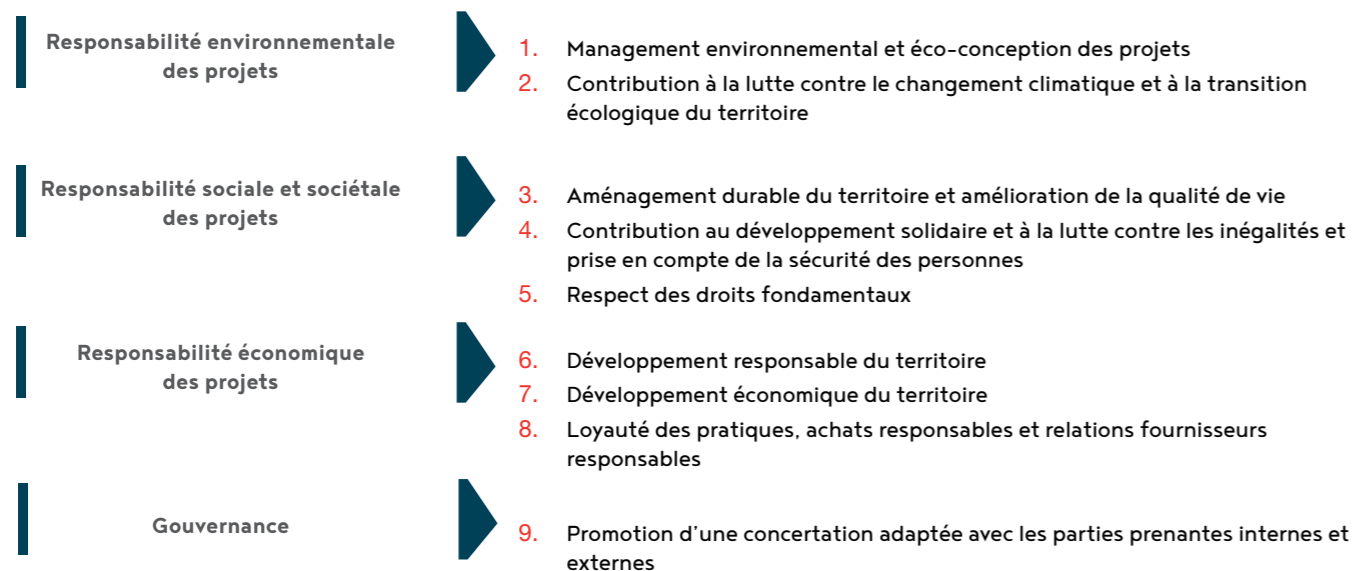 Responsabilité environnementale
des projets
1. Management environnemental et éco-conception des projets
2. Contribution à la lutte contre le changement climatique et à la transition
écologique du territoire
Responsabilité sociale et sociétale
des projets
3. Aménagement durable du territoire et amélioration de la qualité de vie
4. Contribution au développement solidaire et à la lutte contre les inégalités et
prise en compte de la sécurité des personnes
5. Respect des droits fondamentaux
Responsabilité économique
des projets
6. Développement responsable du territoire
7. Développement économique du territoire
8. Loyauté des pratiques, achats responsables et relations fournisseurs
responsables
Gouvernance
9. Promotion d'une concertation adaptée avec les parties prenantes internes et
externes